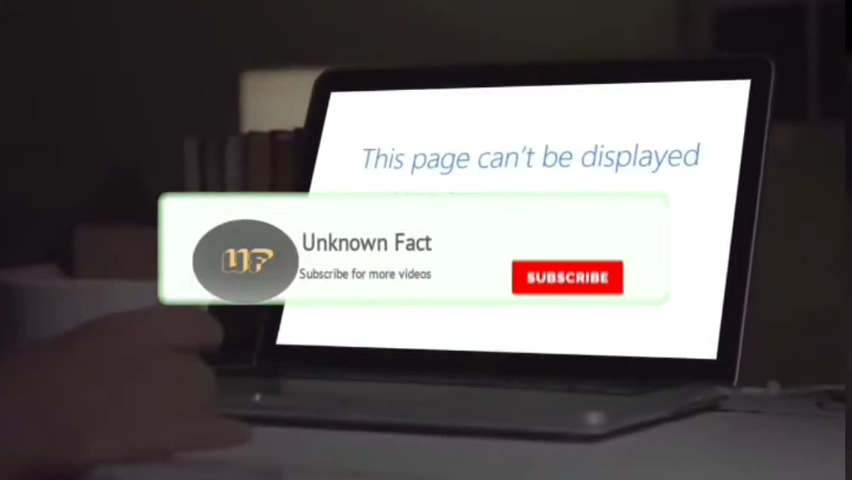 This page can't be displayed
UF
Unknown Fact
Subscribe for more videos
SUBSCRIBE